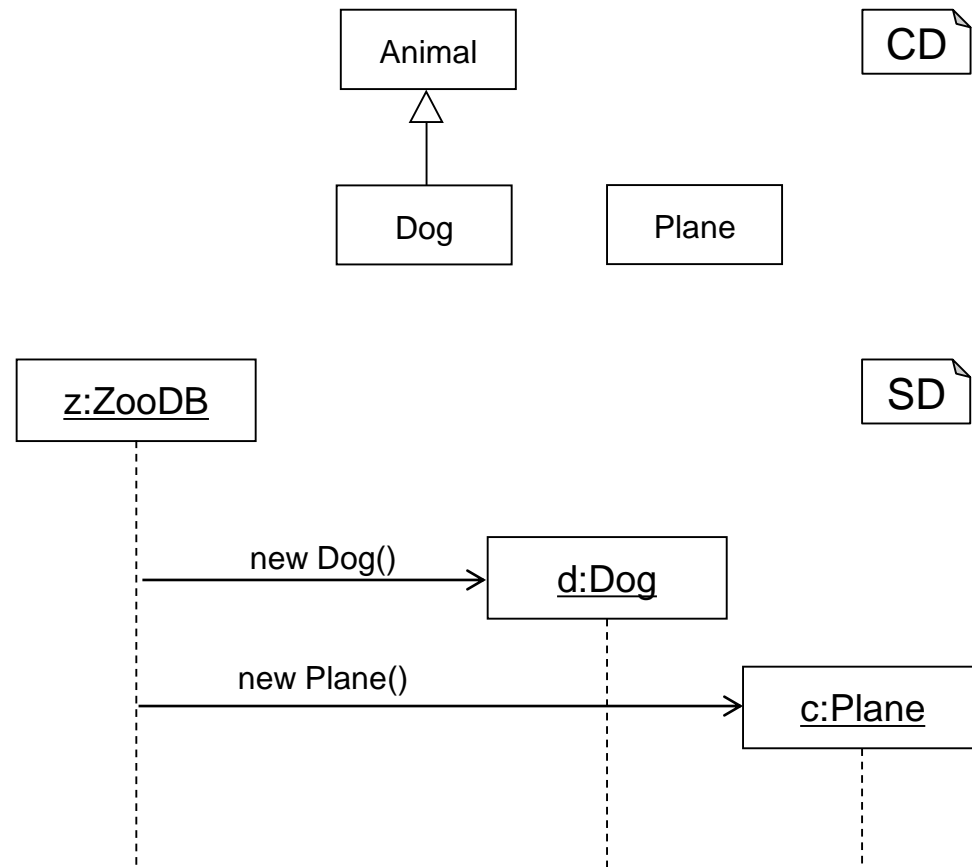 Animal
CD
Dog
Plane
z:ZooDB
SD
new Dog()
d:Dog
new Plane()
c:Plane